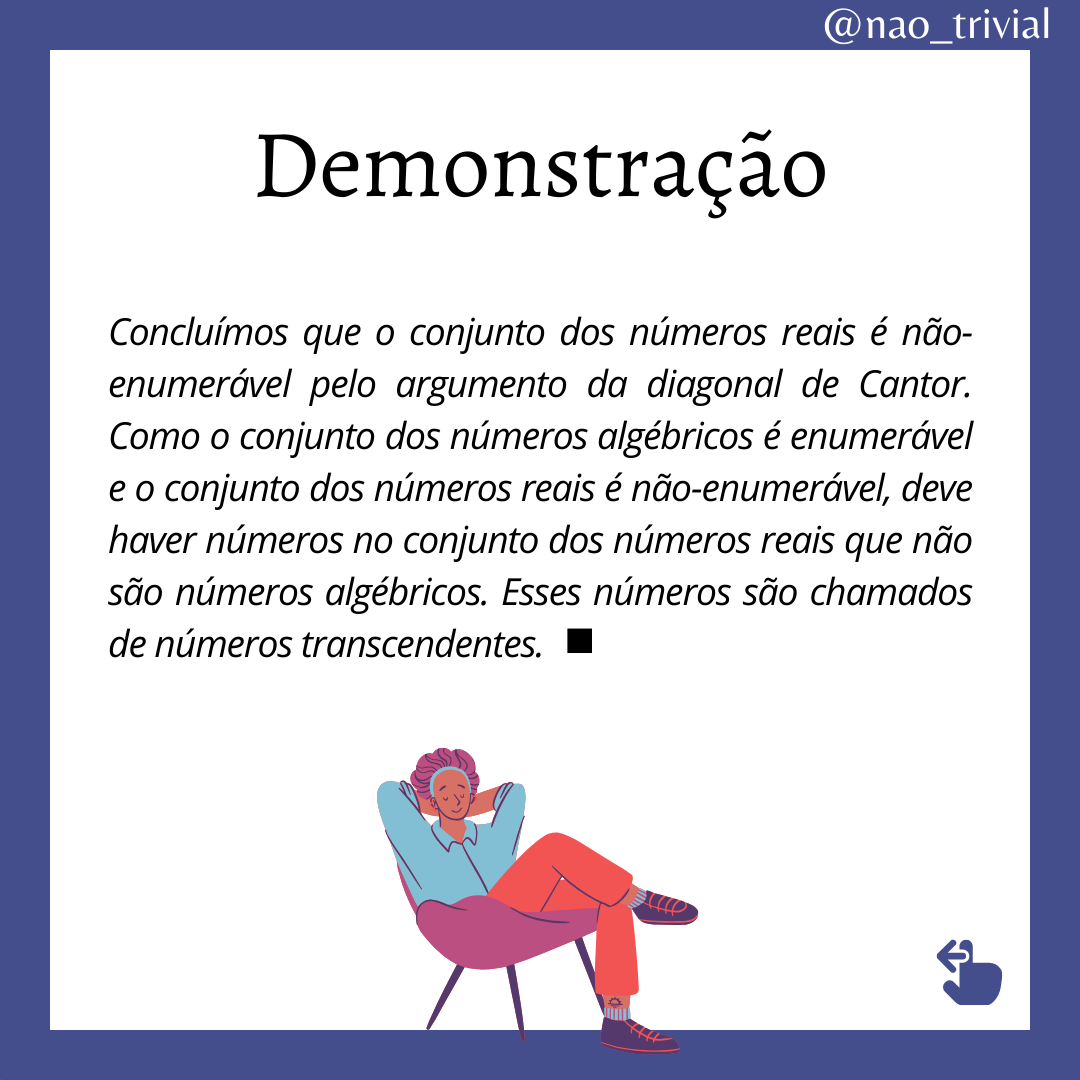 @nao_trivial
Demonstração
Concluímos que o conjunto dos números reais é não-
enumerável pelo argumento da diagonal de Cantor.
Como o conjunto dos números algébricos é enumerável
e o conjunto dos números reais é não-enumerável, deve
haver números no conjunto dos números reais que não
são números algébricos. Esses números são chamados
de números transcendentes. ■